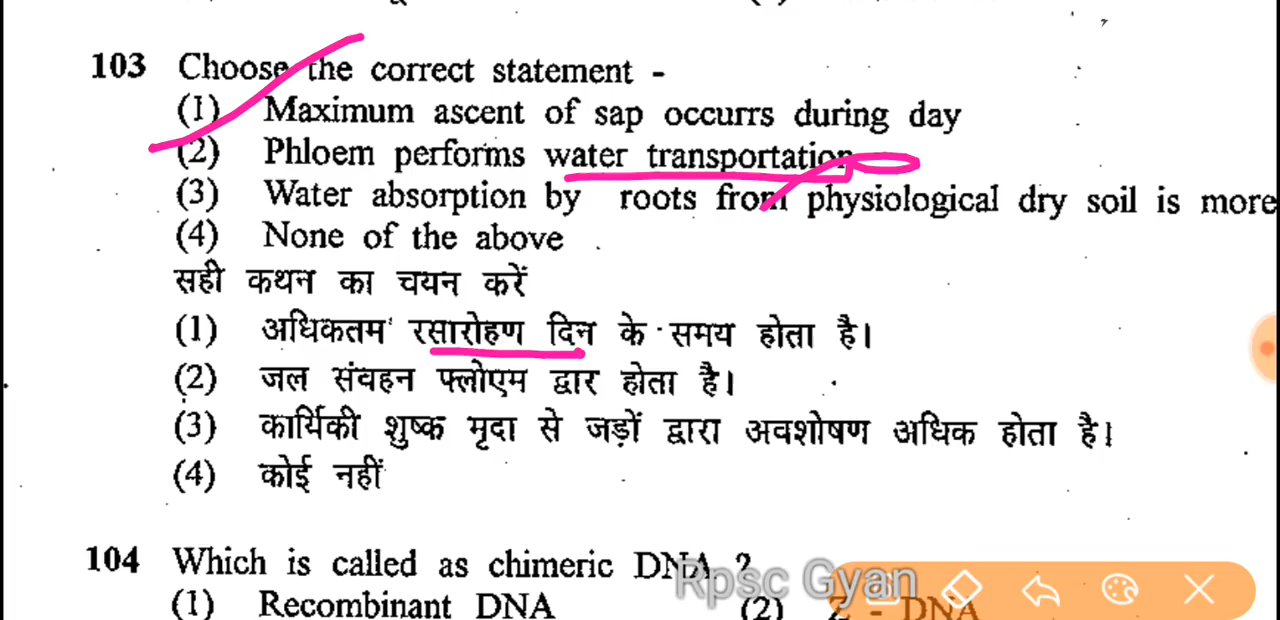 103 Choose the correct statement -
(1) Maximum ascent of sap occurrs during day
(2) Phloem performs water transportation
(3) Water absorption by roots from physiological dry soil is more
(4) None of the above
सही कथन का चयन करें
(1) अधिकतम रसारोहण दिन के समय होता है।
(2) जल संवहन फ्लोएम द्वार होता है।
(3) कार्यिकी शुष्क मृदा से जड़ों द्वारा अवशोषण अधिक होता है।
(4) कोई नहीं
104 Which is called as chimeric DNA ?
(1) Recombinant DNA (2) Z - DNA
Rpsc Gyan